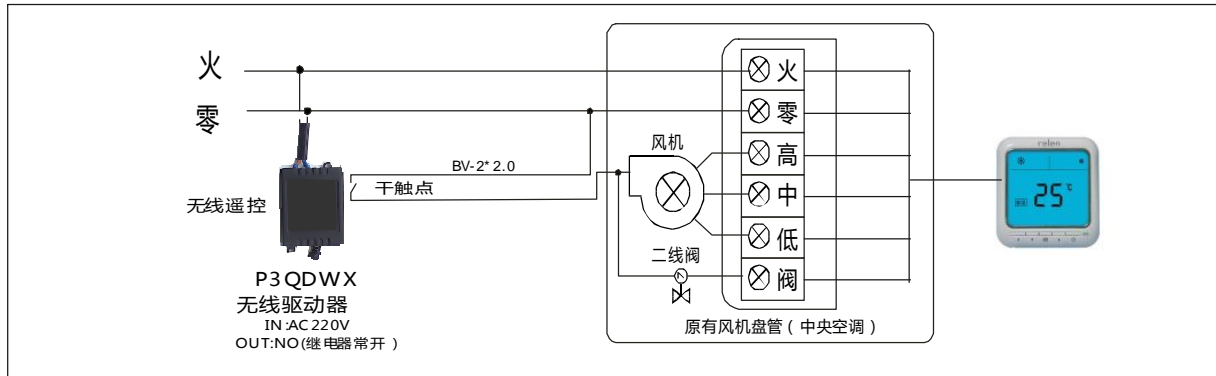 火
零
火
零
风机
高
BV-2*2.0
干触点
中
无线遥控
低
二线阀
阀
P3QDWX
无线驱动器
IN:AC220V
OUT:NO(继电器常开)
原有风机盘管(中央空调)
relen
25℃